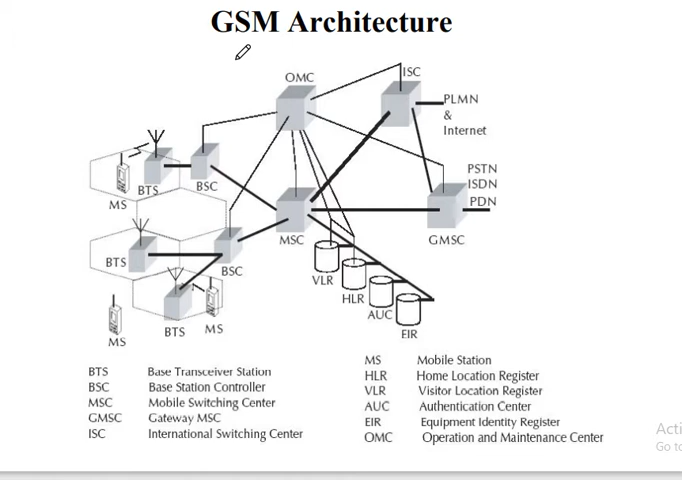 GSM Architecture
OMC
ISC
PLMN
&
Internet
PSTN
ISDN
PDN
BTS
BSC
MS
MSC
GMSC
BTS
BSC
VLR
HLR
AUC
EIR
BTS
MS
MS
BTS Base Transceiver Station
BSC Base Station Controller
MSC Mobile Switching Center
GMSC Gateway MSC
ISC International Switching Center
MS Mobile Station
HLR Home Location Register
VLR Visitor Location Register
AUC Authentication Center
EIR Equipment Identity Register
OMC Operation and Maintenance Center